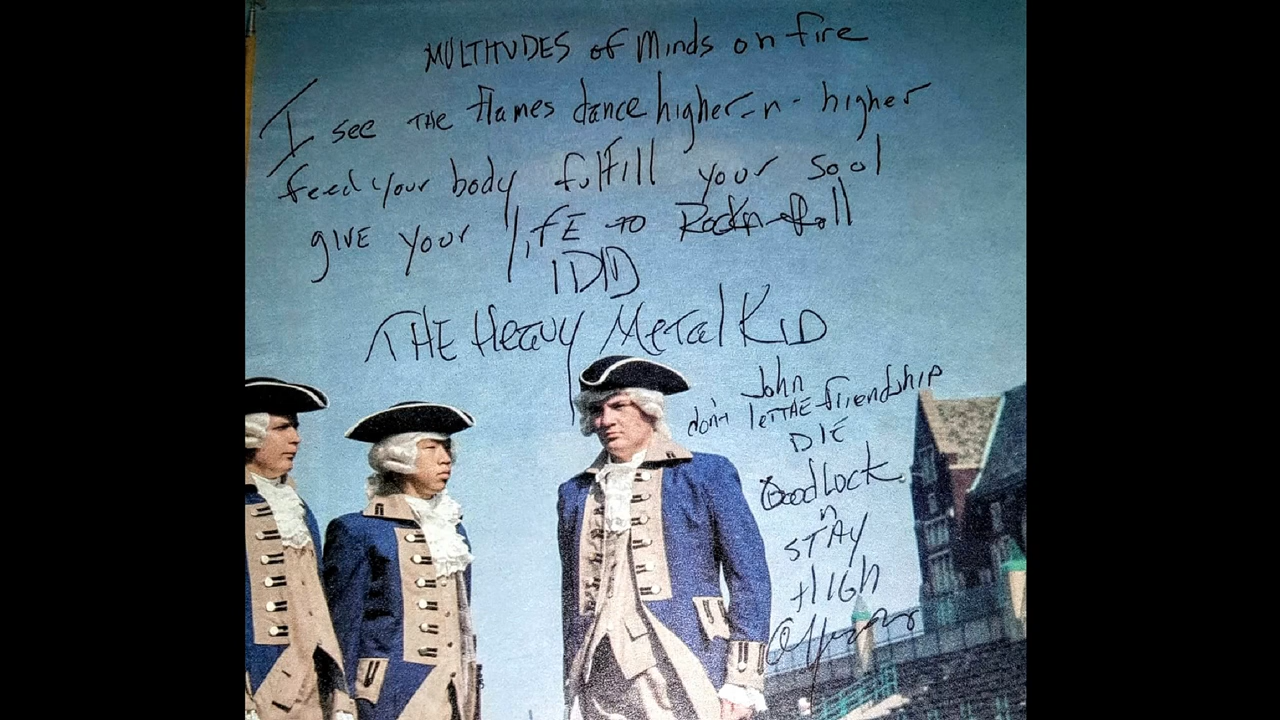 MULTITUDES of Minds on fire
I see THE flames dance higher-n-higher
feed your body fulfill your soul
gIVE your lifE to Rockn-Roll
I DID
THE Heavy Metal KID
John
don't let THE friendship
DIE
Good Luck
n
STAY
HIGh